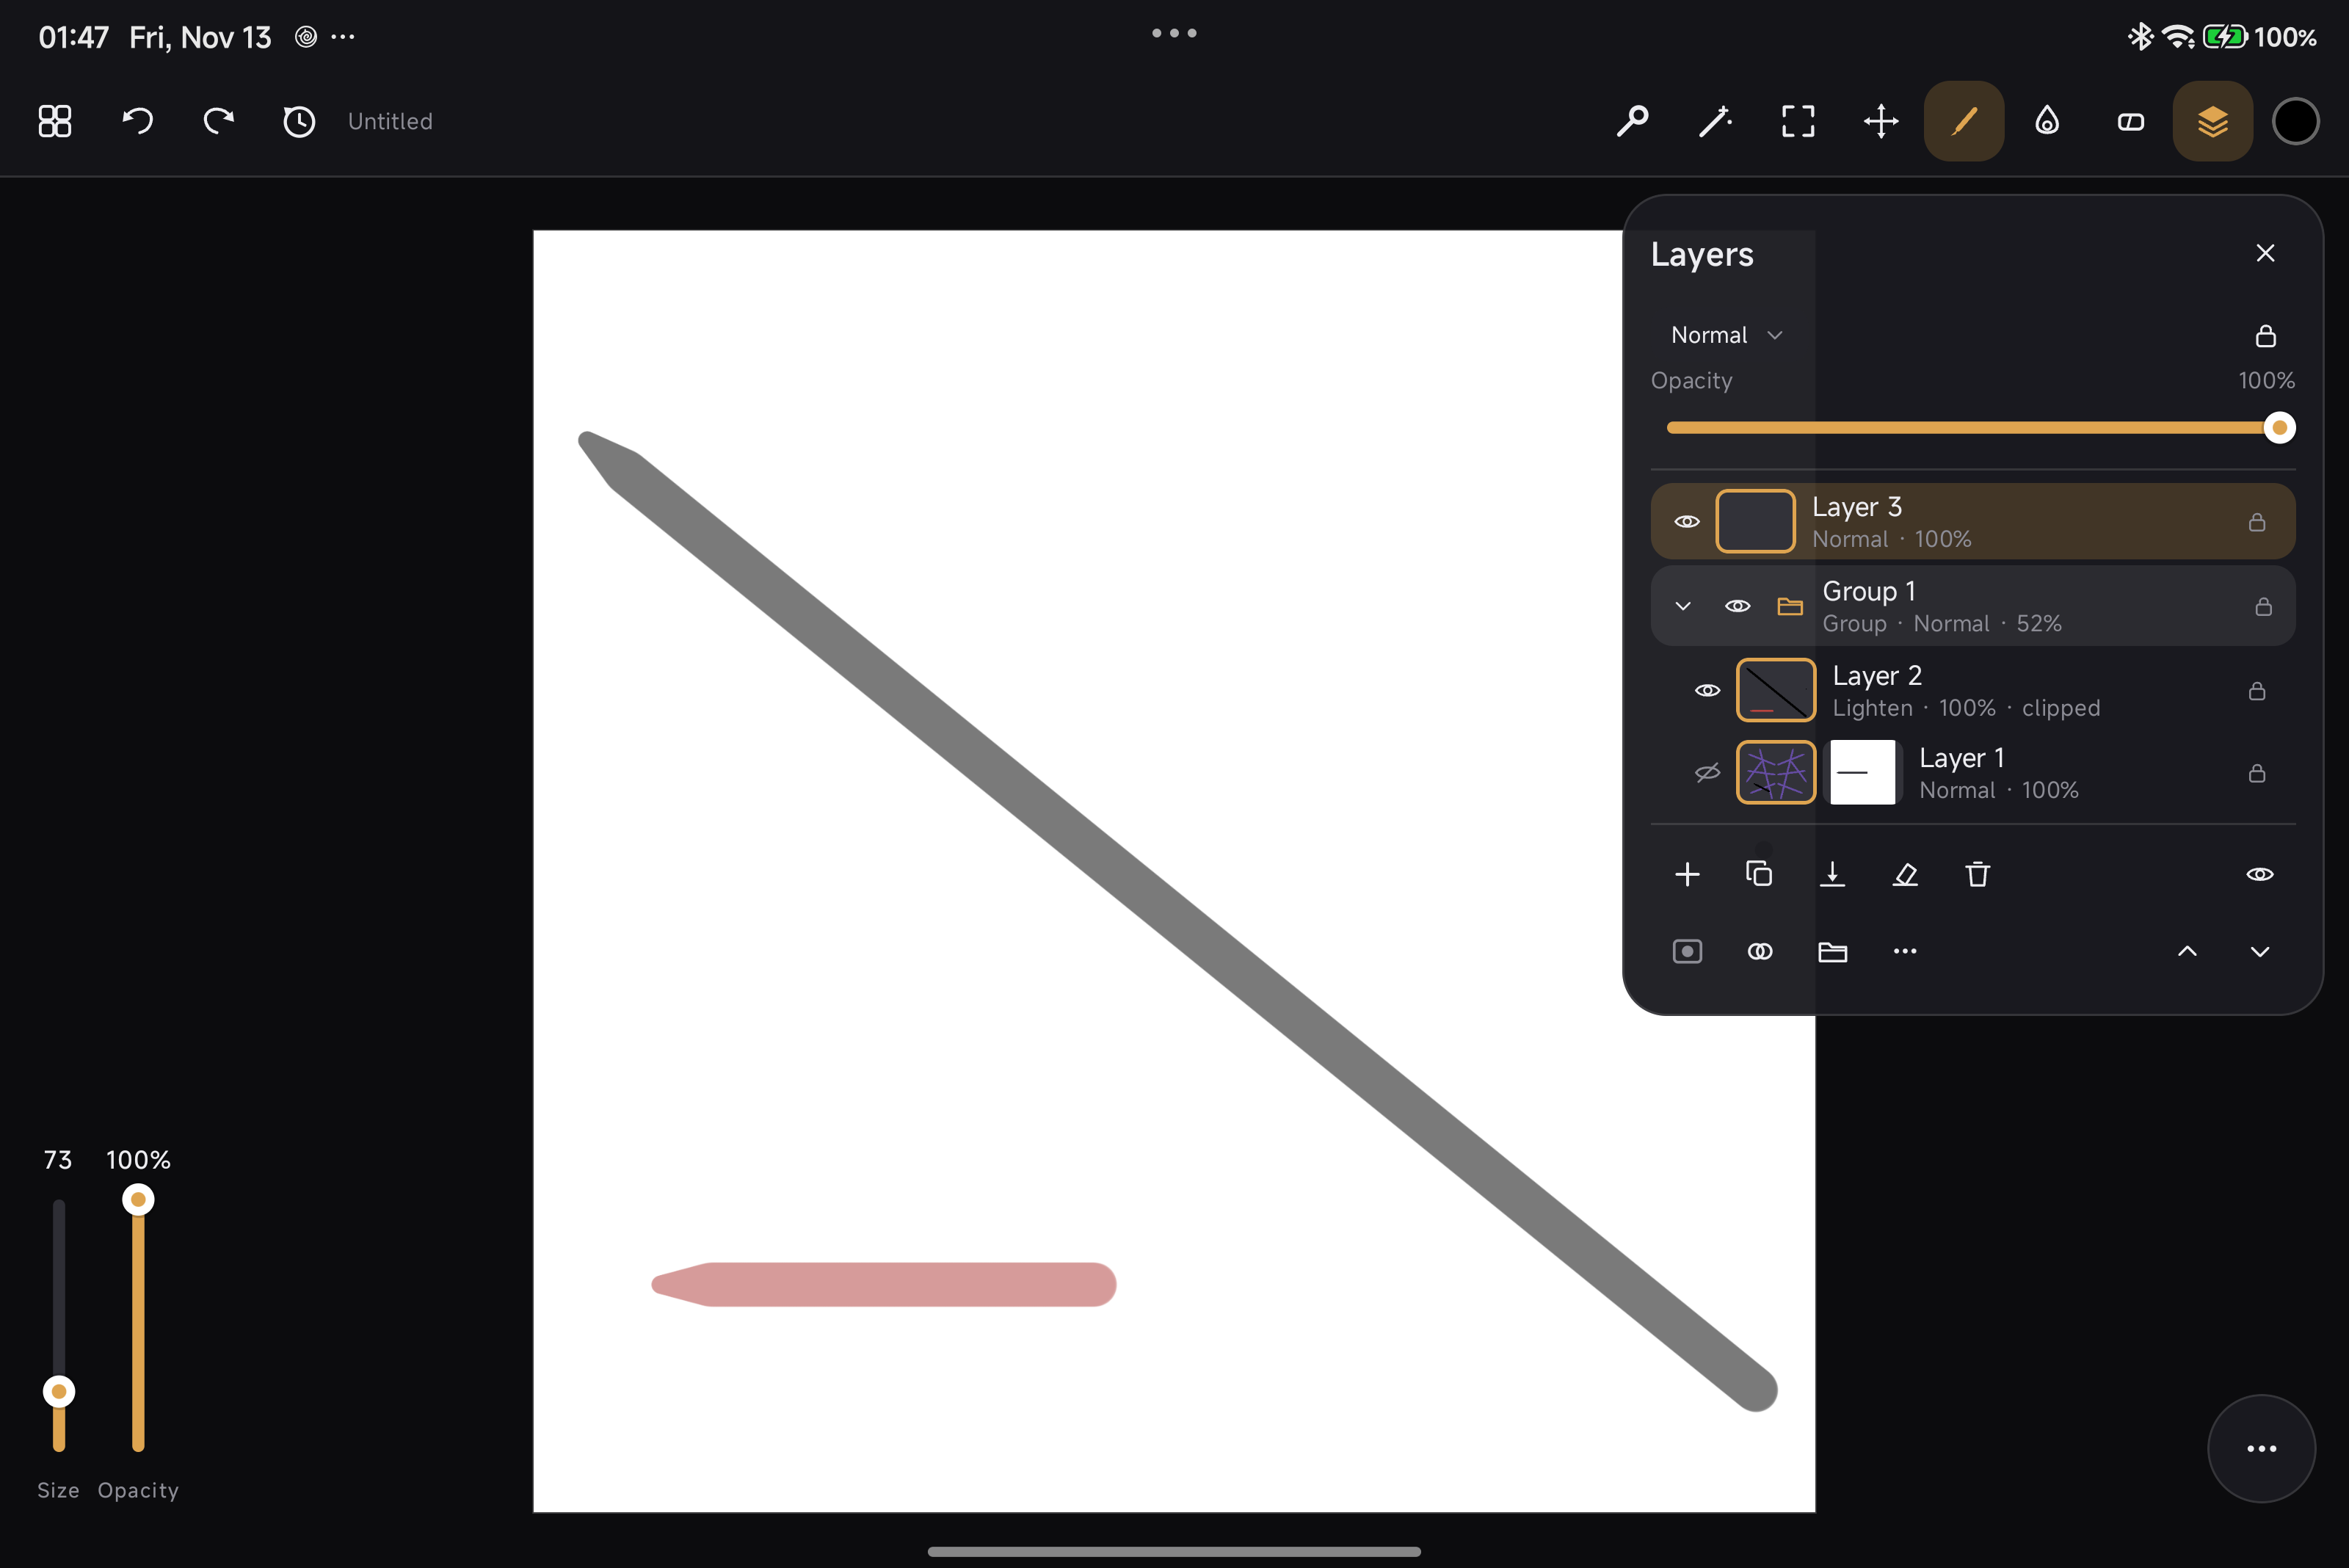 01:47 Fri, Nov 13
100%
Untitled
Layers
Normal
Opacity 100%
Layer 3
Normal · 100%
Group 1
Group · Normal · 52%
Layer 2
Lighten · 100% · clipped
Layer 1
Normal · 100%
73 100%
Size Opacity